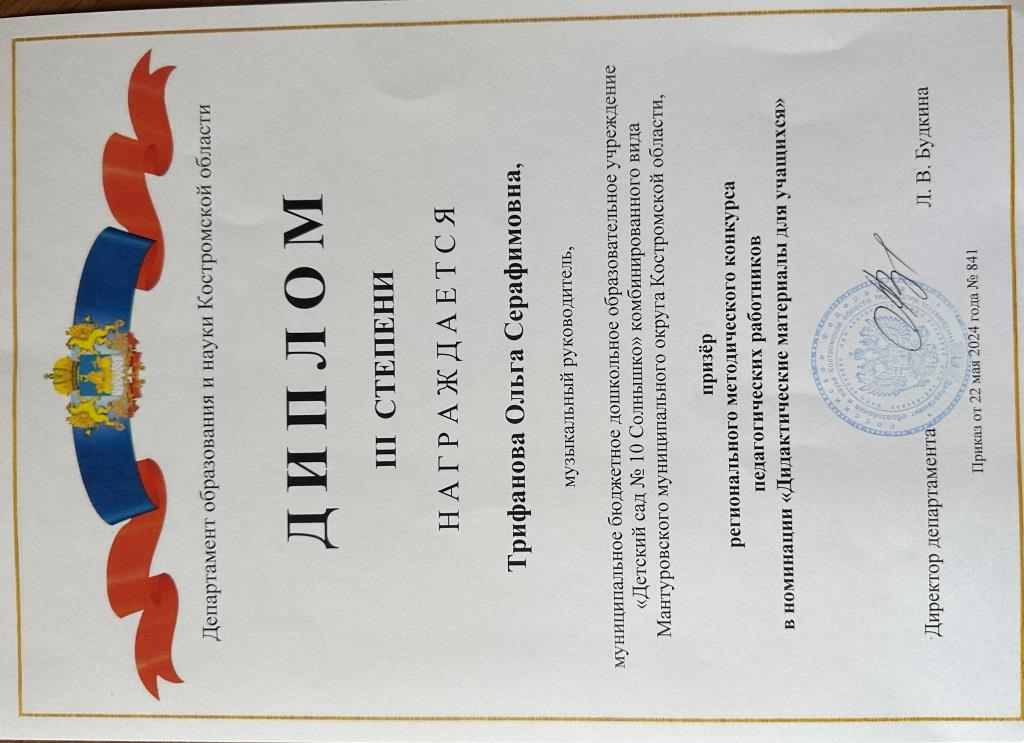 Департамент образования и науки Костромской области
ДИПЛОМ
III СТЕПЕНИ
НАГРАЖДАЕТСЯ
Трифанова Ольга Серафимовна,
музыкальный руководитель,
муниципальное бюджетное дошкольное образовательное учреждение
«Детский сад № 10 Солнышко» комбинированного вида
Мантуровского муниципального округа Костромской области,
призёр
регионального методического конкурса
педагогических работников
в номинации «Дидактические материалы для учащихся»
Директор департамента
Л. В. Будкина
Приказ от 22 мая 2024 года № 841